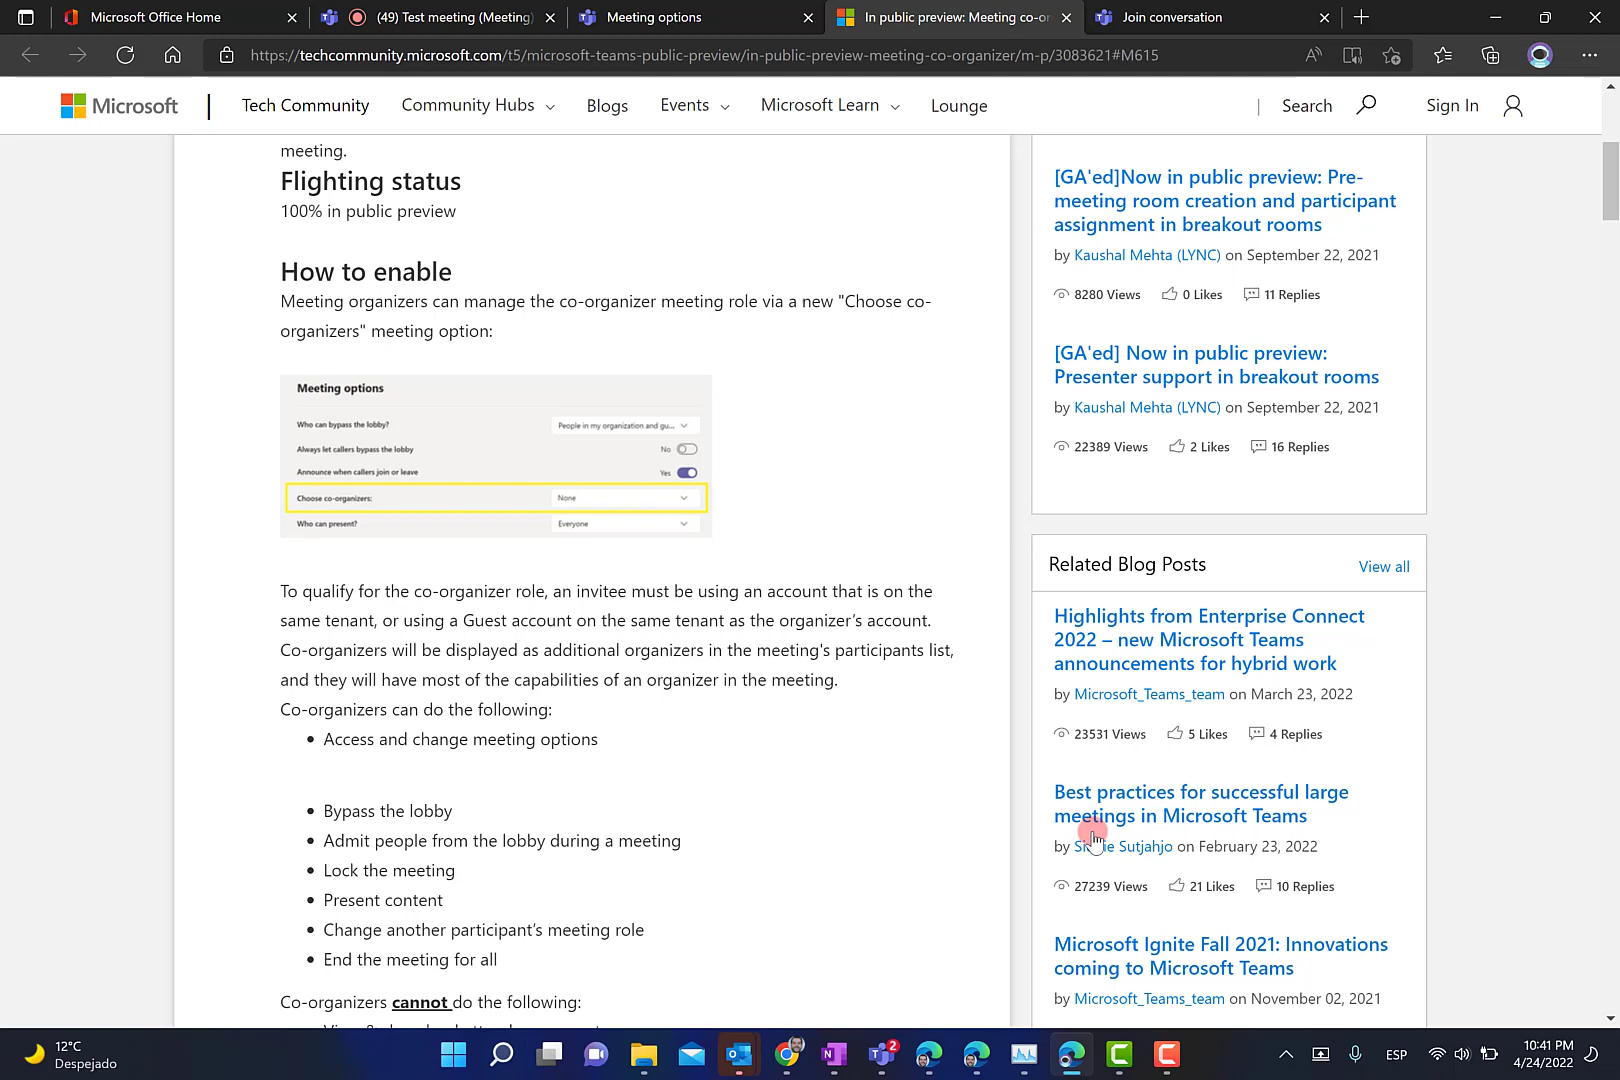 Microsoft Office Home
(49) Test meeting (Meeting)
Meeting options
In public preview: Meeting co-or
Join conversation
https://techcommunity.microsoft.com/t5/microsoft-teams-public-preview/in-public-preview-meeting-co-organizer/m-p/3083621#M615
Microsoft
Tech Community
Community Hubs
Blogs
Events
Microsoft Learn
Lounge
Search
Sign In
meeting.
Flighting status
100% in public preview
How to enable
Meeting organizers can manage the co-organizer meeting role via a new "Choose co-
organizers" meeting option:
Meeting options
Who can bypass the lobby?
People in my organization and gu...
Always let callers bypass the lobby
No
Announce when callers join or leave
Yes
Choose co-organizers:
None
Who can present?
Everyone
To qualify for the co-organizer role, an invitee must be using an account that is on the
same tenant, or using a Guest account on the same tenant as the organizer's account.
Co-organizers will be displayed as additional organizers in the meeting's participants list,
and they will have most of the capabilities of an organizer in the meeting.
Co-organizers can do the following:
• Access and change meeting options
• Bypass the lobby
• Admit people from the lobby during a meeting
• Lock the meeting
• Present content
• Change another participant's meeting role
• End the meeting for all
Co-organizers cannot do the following:
[GA'ed]Now in public preview: Pre-
meeting room creation and participant
assignment in breakout rooms
by Kaushal Mehta (LYNC) on September 22, 2021
8280 Views
0 Likes
11 Replies
[GA'ed] Now in public preview:
Presenter support in breakout rooms
by Kaushal Mehta (LYNC) on September 22, 2021
22389 Views
2 Likes
16 Replies
Related Blog Posts
View all
Highlights from Enterprise Connect
2022 – new Microsoft Teams
announcements for hybrid work
by Microsoft_Teams_team on March 23, 2022
23531 Views
5 Likes
4 Replies
Best practices for successful large
meetings in Microsoft Teams
by Sutjahjo on February 23, 2022
27239 Views
21 Likes
10 Replies
Microsoft Ignite Fall 2021: Innovations
coming to Microsoft Teams
by Microsoft_Teams_team on November 02, 2021
12°C
Despejado
2
ESP
10:41 PM
4/24/2022